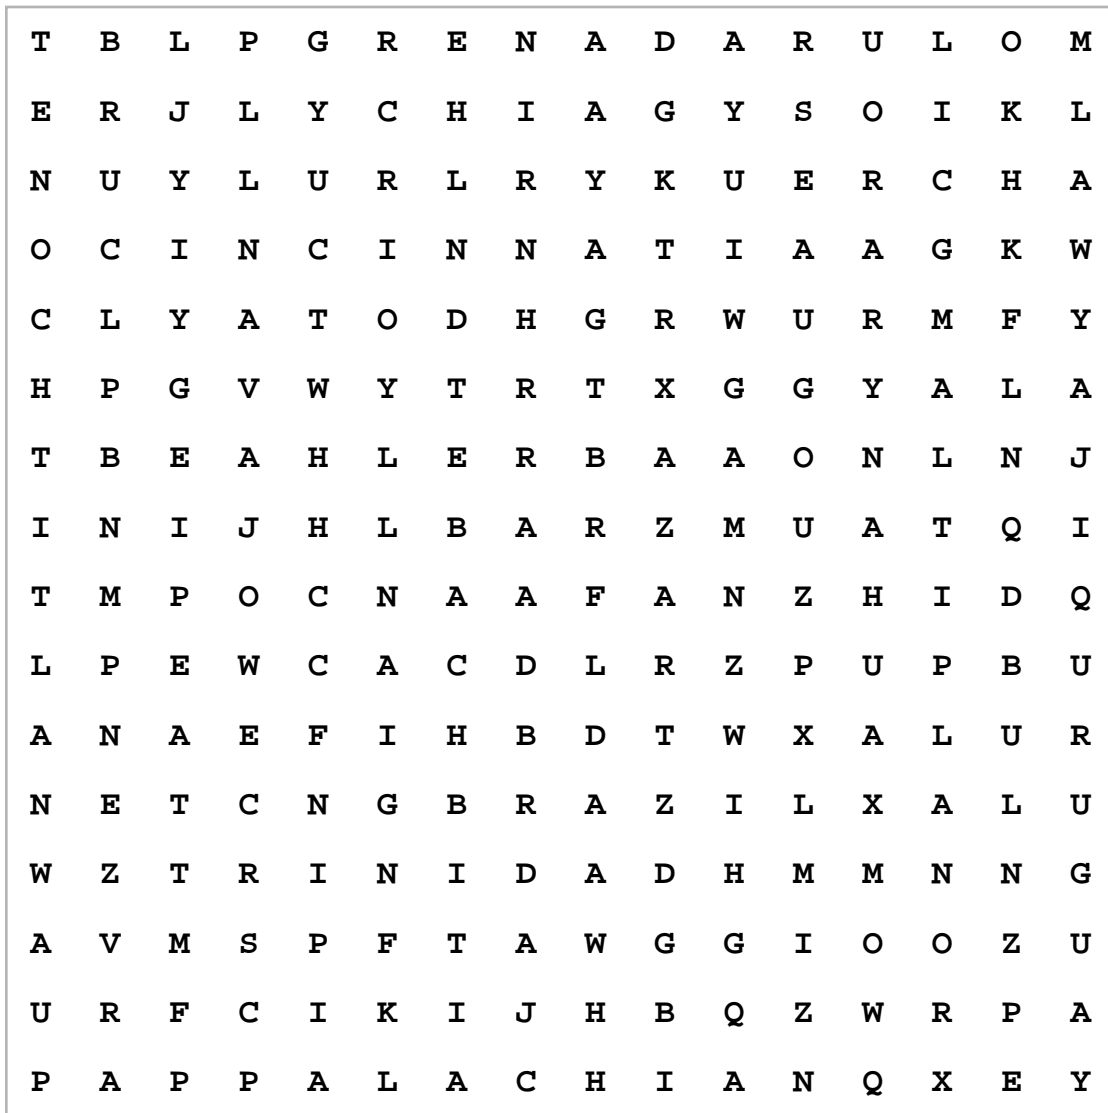 T B L P G R E N A D A R U L O M
E R J L Y C H I A G Y S O I K L
N U Y L U R L R Y K U E R C H A
O C I N C I N N A T I A A G K W
C L Y A T O D H G R W U R M F Y
H P G V W Y T R T X G G Y A L A
T B E A H L E R B A A O N L N J
I N I J H L B A R Z M U A T Q I
T M P O C N A A F A N Z H I D Q
L P E W C A C D L R Z P U P B U
A N A E F I H B D T W X A L U R
N E T C N G B R A Z I L X A L U
W Z T R I N I D A D H M M N N G
A V M S P F T A W G G I O O Z U
U R F C I K I J H B Q Z W R P A
P A P P A L A C H I A N Q X E Y